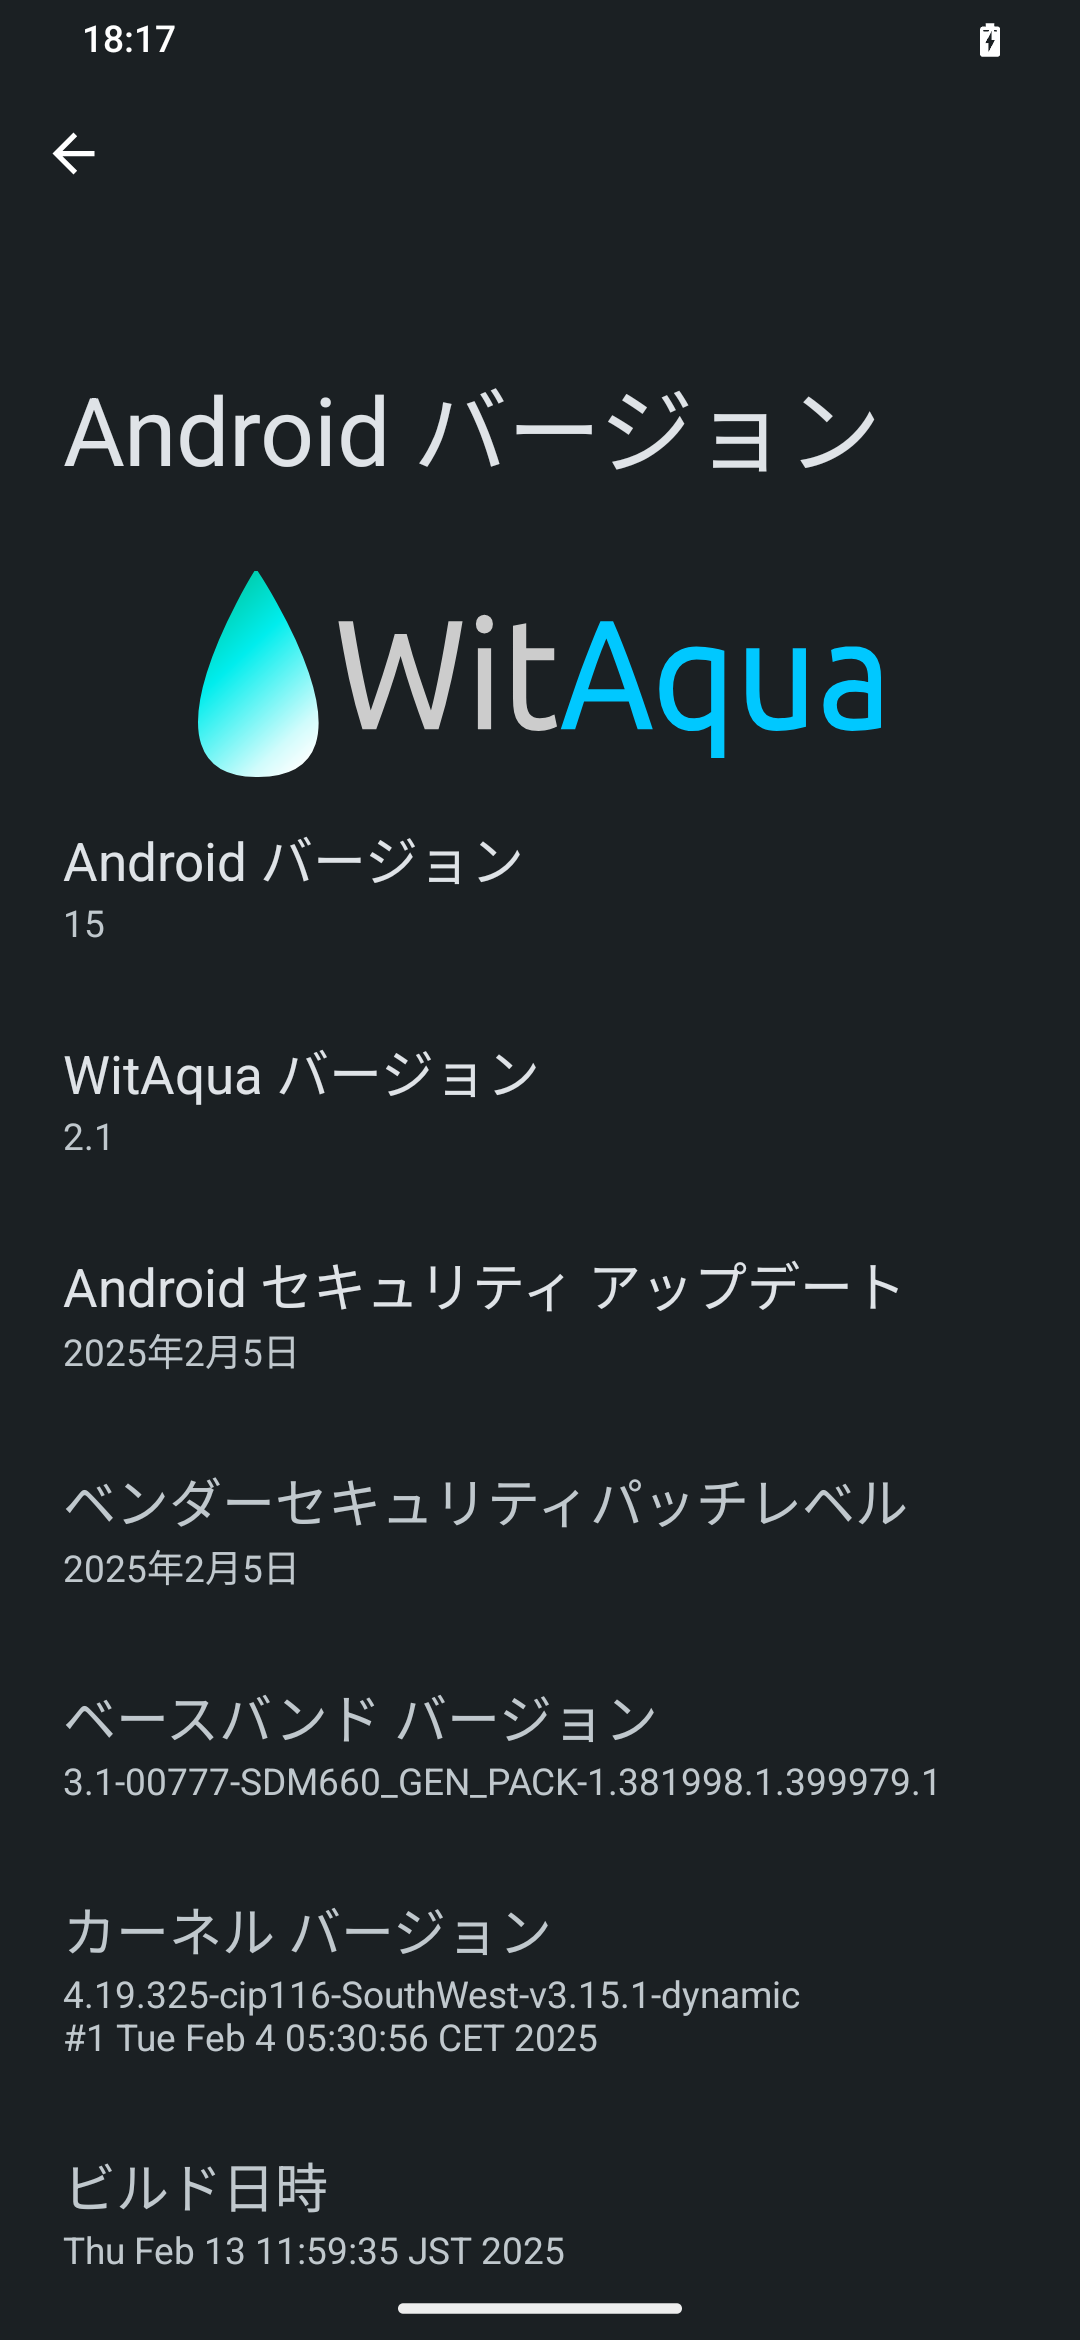 18:17
Android バージョン
WitAqua
Android バージョン
15
WitAqua バージョン
2.1
Android セキュリティ アップデート
2025年2月5日
ベンダーセキュリティパッチレベル
2025年2月5日
ベースバンド バージョン
3.1-00777-SDM660_GEN_PACK-1.381998.1.399979.1
カーネル バージョン
4.19.325-cip116-SouthWest-v3.15.1-dynamic
#1 Tue Feb 4 05:30:56 CET 2025
ビルド日時
Thu Feb 13 11:59:35 JST 2025